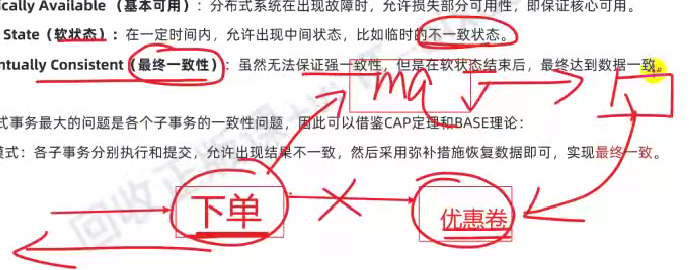 ically Available （基本可用）：分布式系统在出现故障时，允许损失部分可用性，即保证核心可用。
State（软状态）：在一定时间内，允许出现中间状态，比如临时的不一致状态。
ntually Consistent（最终一致性）：虽然无法保证强一致性，但是在软状态结束后，最终达到数据一致。
mq
式事务最大的问题是各个子事务的一致性问题，因此可以借鉴CAP定理和BASE理论：
模式：各子事务分别执行和提交，允许出现结果不一致，然后采用弥补措施恢复数据即可，实现最终一致。
下单
优惠卷